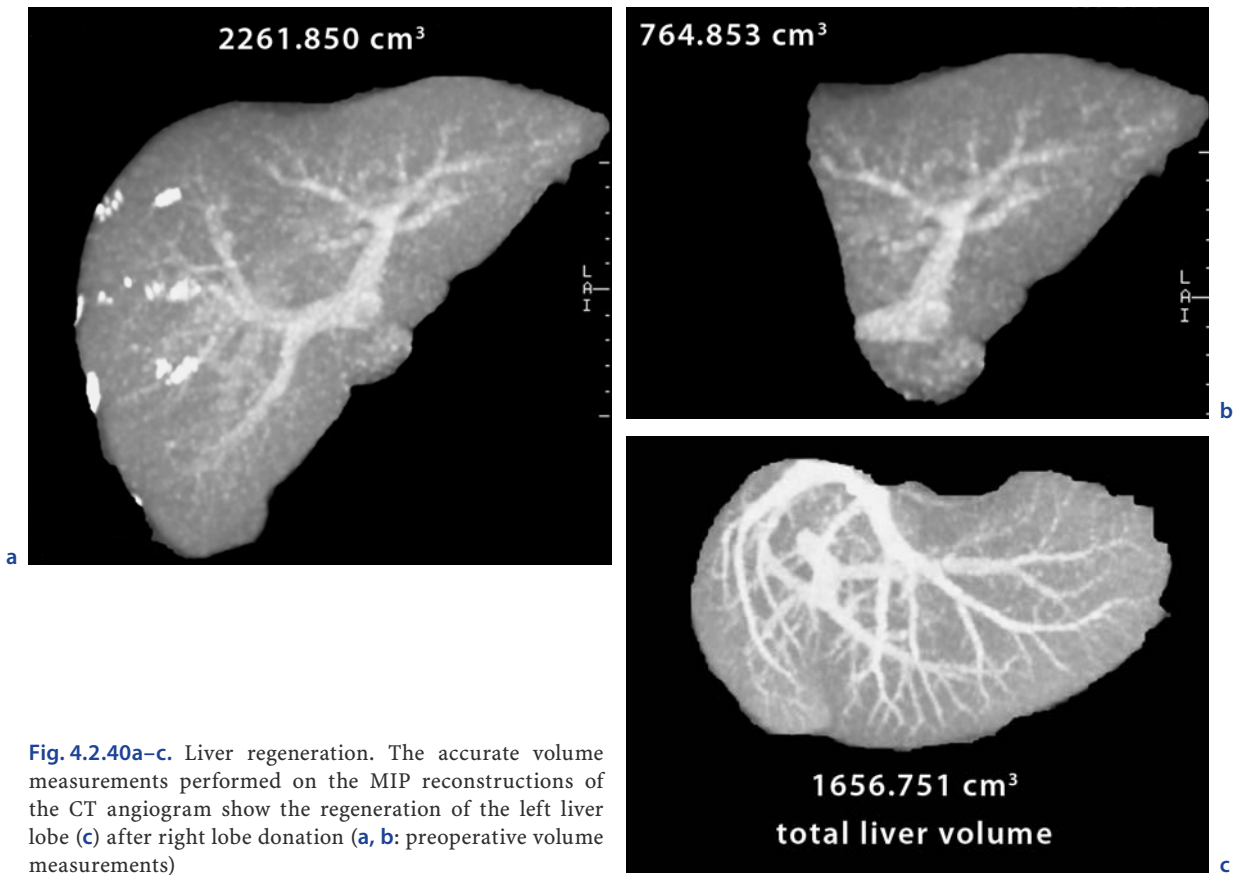 2261.850 cm³
L
A
I
a
764.853 cm³
L
A
I
b
1656.751 cm³
total liver volume
c
Fig. 4.2.40a–c. Liver regeneration. The accurate volume
measurements performed on the MIP reconstructions of
the CT angiogram show the regeneration of the left liver
lobe (c) after right lobe donation (a, b: preoperative volume
measurements)